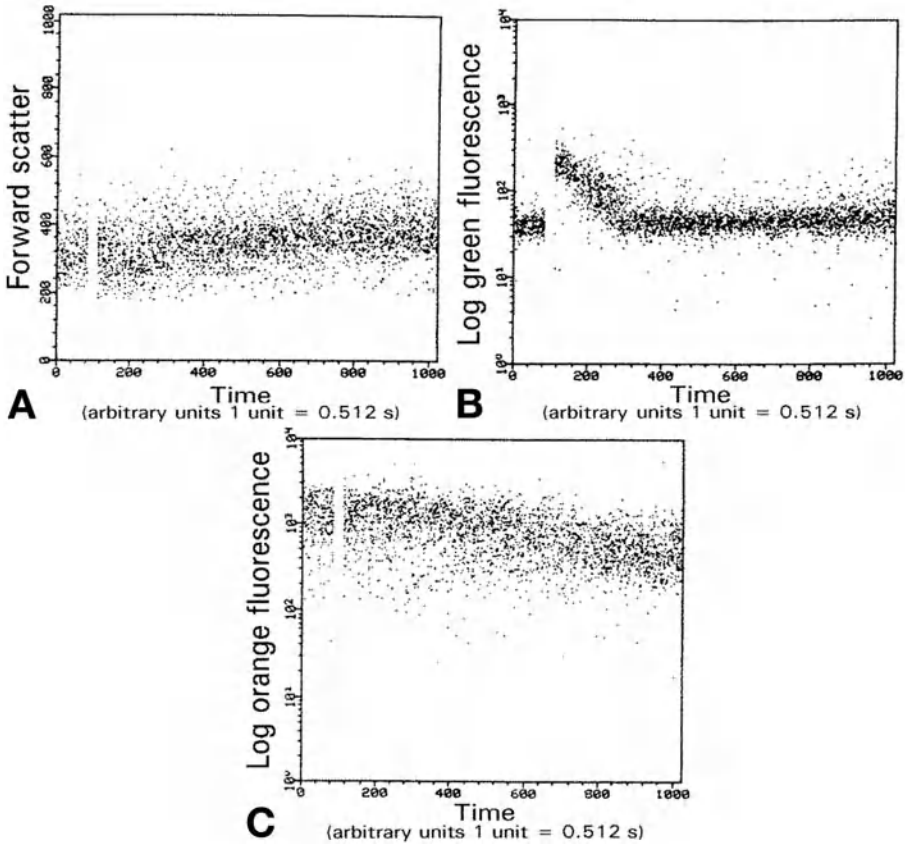 1000
800
600
400
200
0
Forward scatter
0
200
400
600
800
1000
Time
A
(arbitrary units 1 unit = 0.512 s)
10⁴
10³
10²
10¹
10⁰
Log green fluorescence
0
200
400
600
800
1000
Time
B
(arbitrary units 1 unit = 0.512 s)
10⁴
10³
10²
10¹
10⁰
Log orange fluorescence
0
200
400
600
800
1000
Time
C
(arbitrary units 1 unit = 0.512 s)